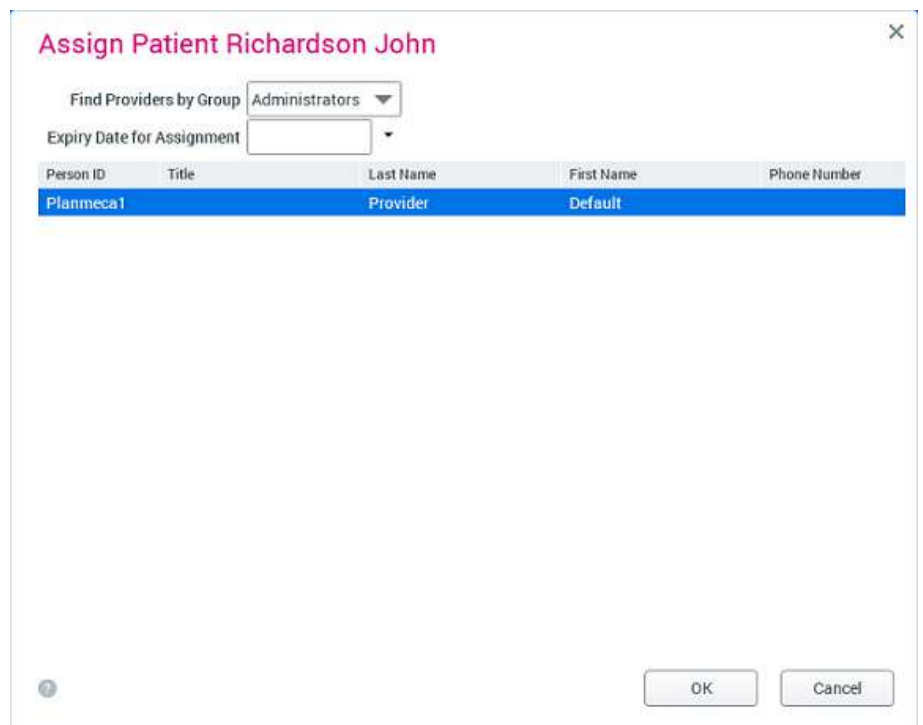 Assign Patient Richardson John
Find Providers by Group Administrators
Expiry Date for Assignment
Person ID Title Last Name First Name Phone Number
Planmeca1 Provider Default
? OK Cancel